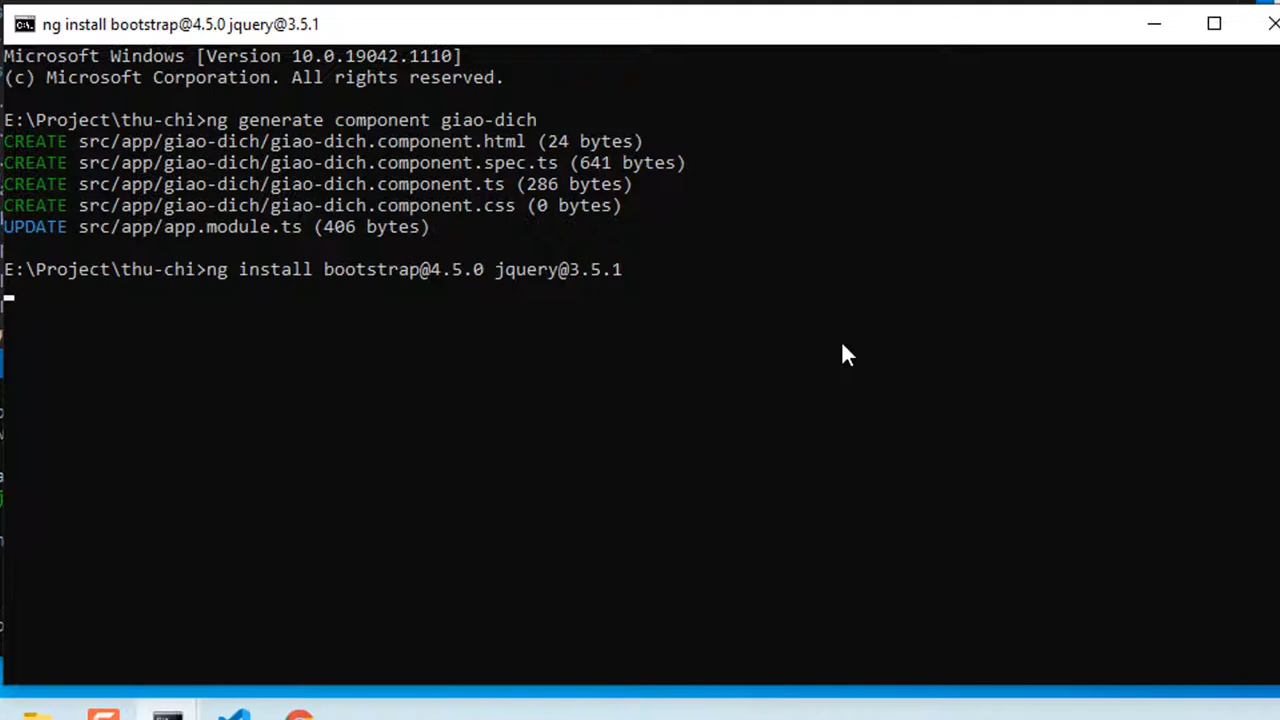 ng install bootstrap@4.5.0 jquery@3.5.1
Microsoft Windows [Version 10.0.19042.1110]
(c) Microsoft Corporation. All rights reserved.
E:\Project\thu-chi>ng generate component giao-dich
CREATE src/app/giao-dich/giao-dich.component.html (24 bytes)
CREATE src/app/giao-dich/giao-dich.component.spec.ts (641 bytes)
CREATE src/app/giao-dich/giao-dich.component.ts (286 bytes)
CREATE src/app/giao-dich/giao-dich.component.css (0 bytes)
UPDATE src/app/app.module.ts (406 bytes)
E:\Project\thu-chi>ng install bootstrap@4.5.0 jquery@3.5.1